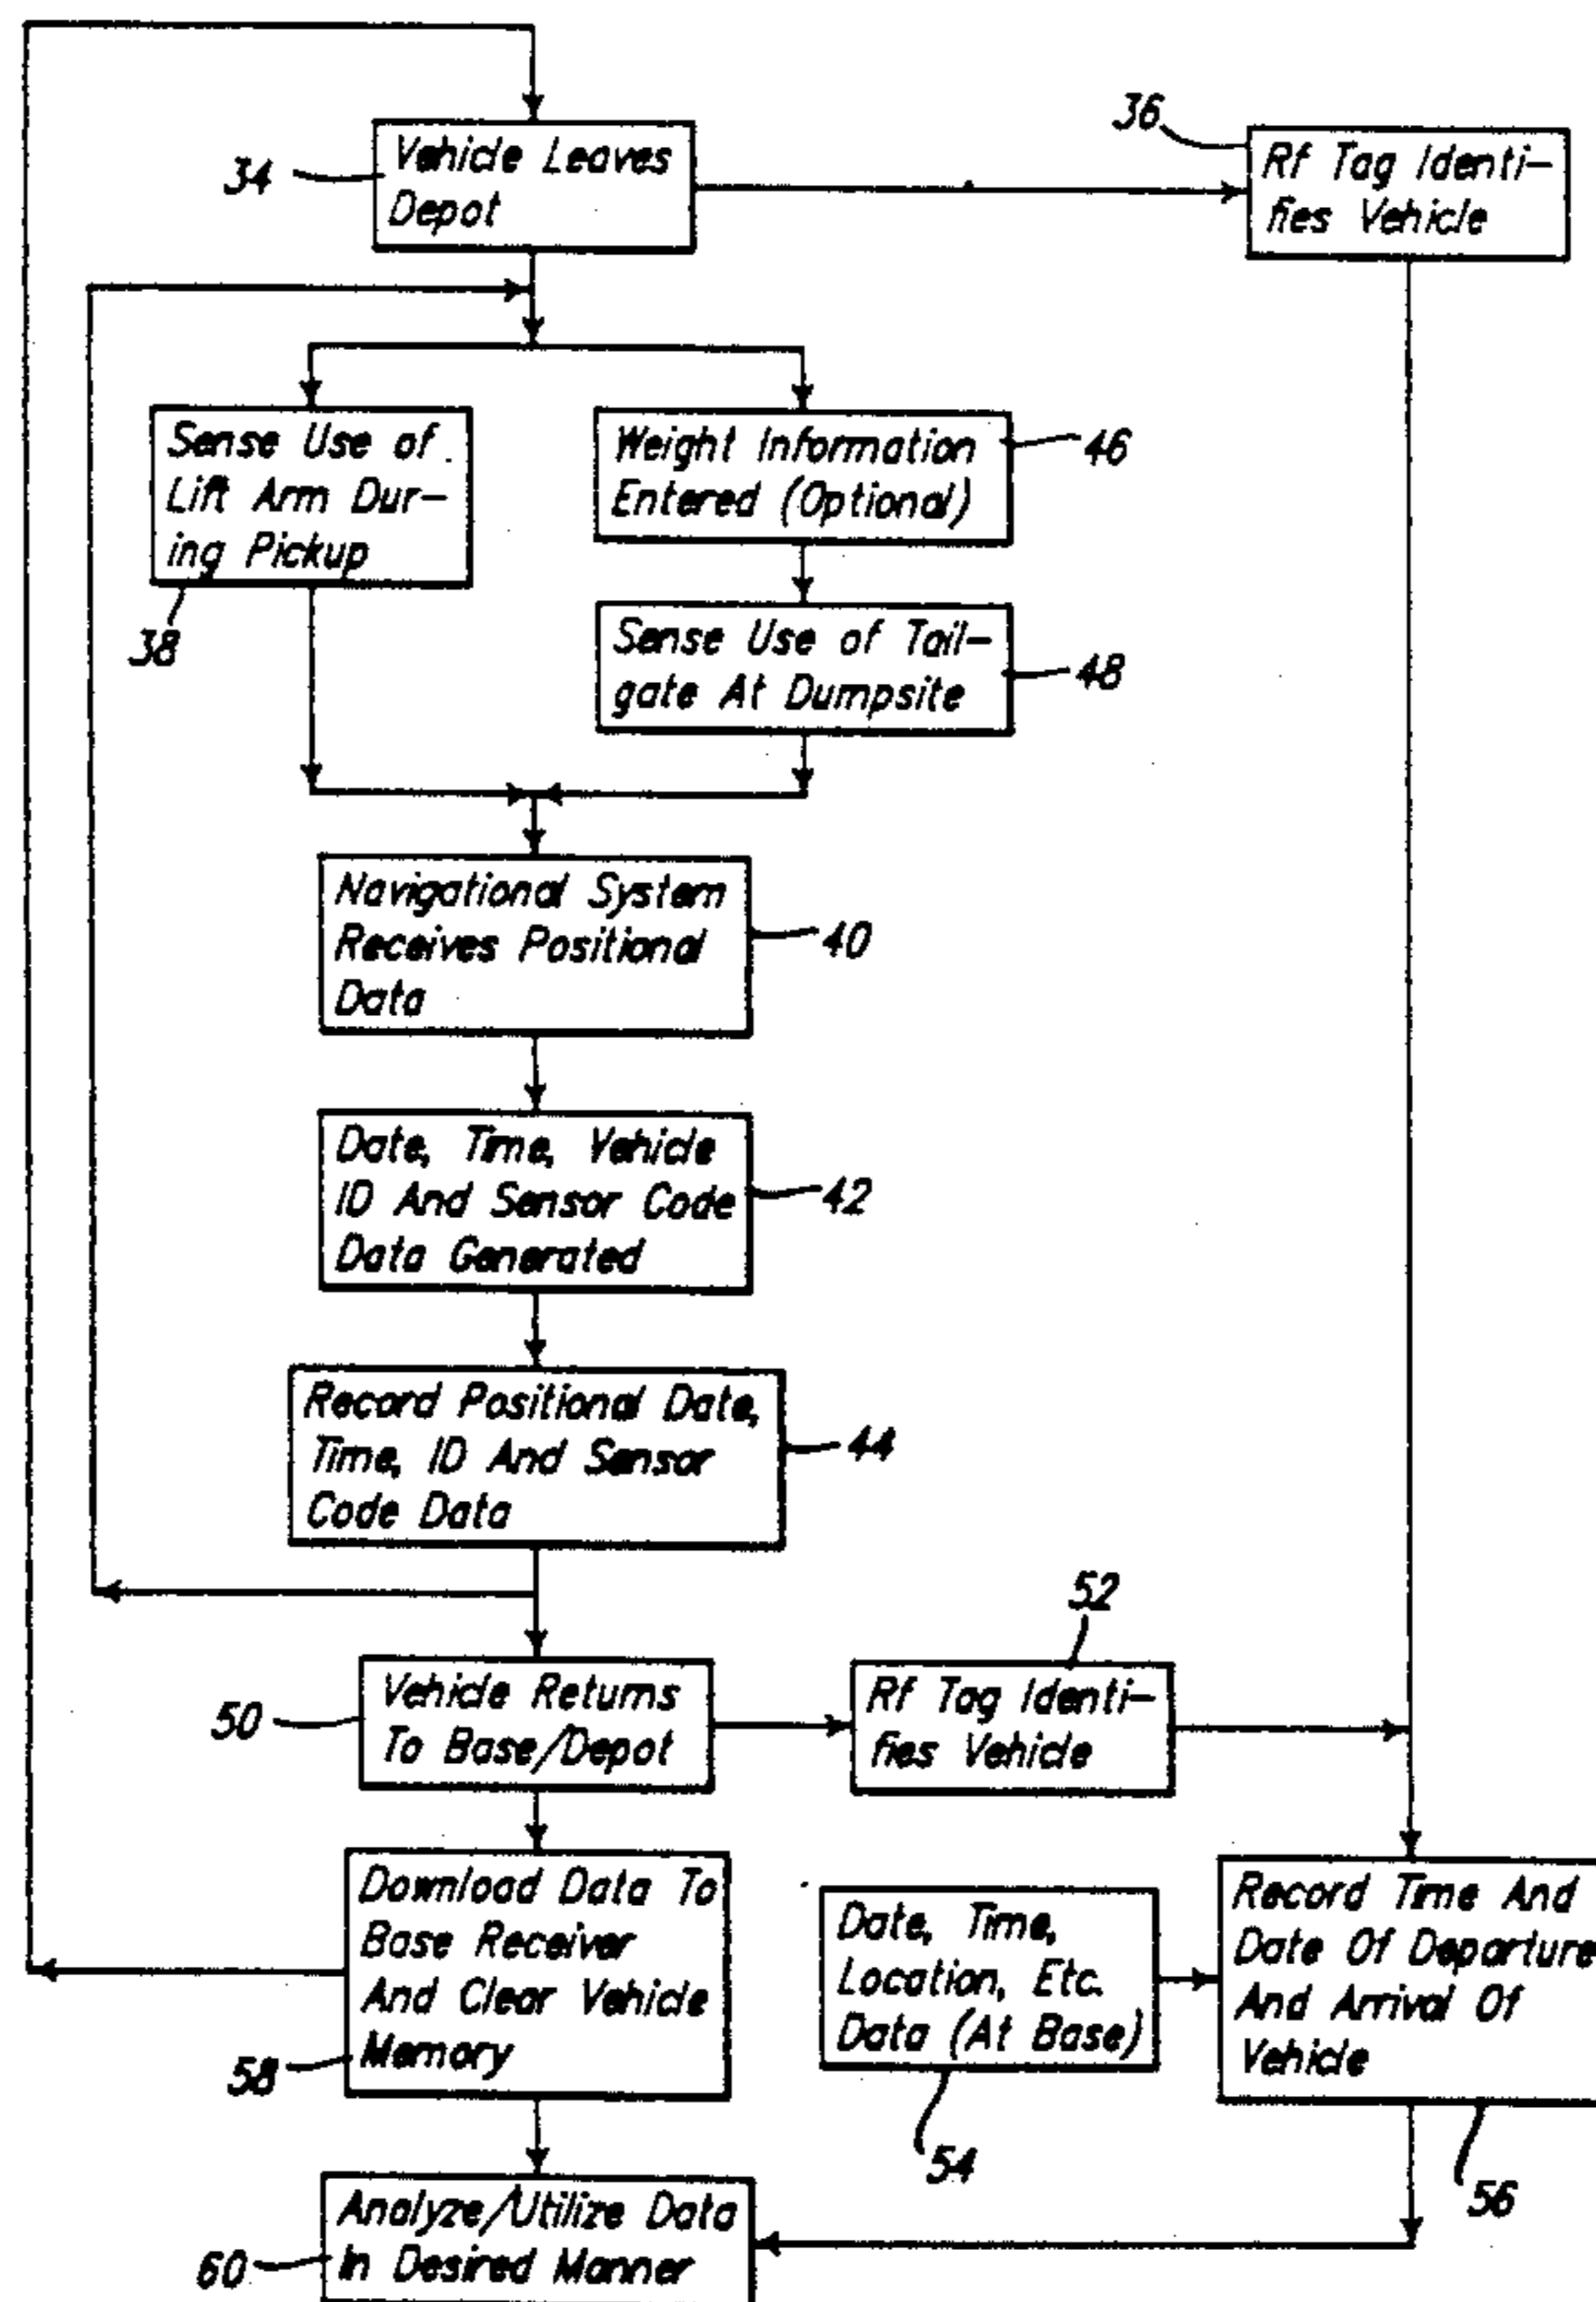 34
Vehicle Leaves
Depot
36
Rf Tag Identi-
fies Vehicle
Sense Use of
Lift Arm Dur-
ing Pickup
38
Weight Information
Entered (Optional)
46
Sense Use of Tail-
gate At Dumpsite
48
Navigational System
Receives Positional
Data
40
Date, Time, Vehicle
ID And Sensor Code
Data Generated
42
Record Positional Date,
Time, ID And Sensor
Code Data
44
50
Vehicle Returns
To Base/Depot
52
Rf Tag Identi-
fies Vehicle
Download Data To
Base Receiver
And Clear Vehicle
Memory
58
Date, Time,
Location, Etc.
Data (At Base)
54
Record Time And
Date Of Departure
And Arrival Of
Vehicle
56
Analyze/Utilize Data
In Desired Manner
60